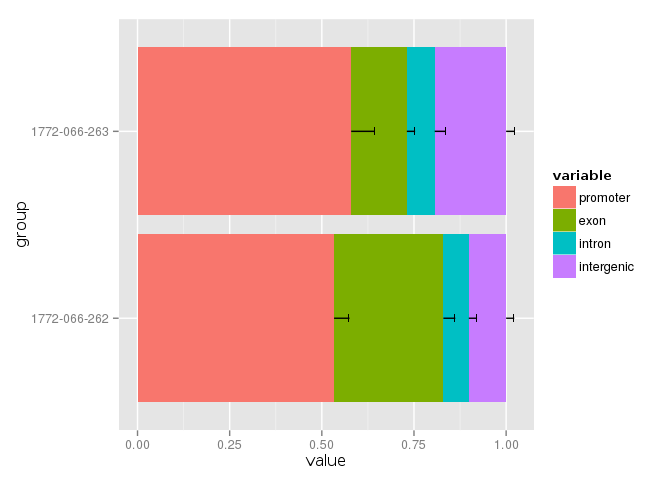 group
1772-066-263
1772-066-262
0.00 0.25 0.50 0.75 1.00
value
variable
promoter
exon
intron
intergenic